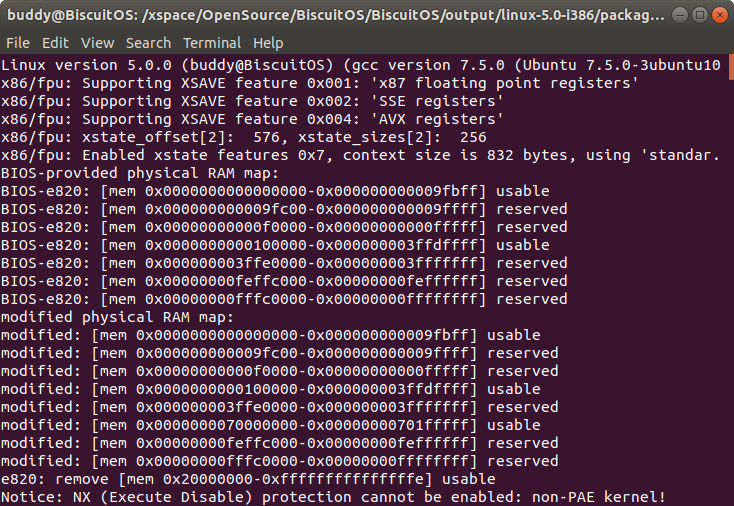 buddy@BiscuitOS: /xspace/OpenSource/BiscuitOS/BiscuitOS/output/linux-5.0-i386/packag...
File Edit View Search Terminal Help
Linux version 5.0.0 (buddy@BiscuitOS) (gcc version 7.5.0 (Ubuntu 7.5.0-3ubuntu10
x86/fpu: Supporting XSAVE feature 0x001: 'x87 floating point registers'
x86/fpu: Supporting XSAVE feature 0x002: 'SSE registers'
x86/fpu: Supporting XSAVE feature 0x004: 'AVX registers'
x86/fpu: xstate_offset[2]:  576, xstate_sizes[2]:  256
x86/fpu: Enabled xstate features 0x7, context size is 832 bytes, using 'standar.
BIOS-provided physical RAM map:
BIOS-e820: [mem 0x0000000000000000-0x000000000009fbff] usable
BIOS-e820: [mem 0x000000000009fc00-0x000000000009ffff] reserved
BIOS-e820: [mem 0x00000000000f0000-0x00000000000fffff] reserved
BIOS-e820: [mem 0x0000000000100000-0x000000003ffdffff] usable
BIOS-e820: [mem 0x000000003ffe0000-0x000000003fffffff] reserved
BIOS-e820: [mem 0x00000000feffc000-0x00000000feffffff] reserved
BIOS-e820: [mem 0x00000000fffc0000-0x00000000ffffffff] reserved
modified physical RAM map:
modified: [mem 0x0000000000000000-0x000000000009fbff] usable
modified: [mem 0x000000000009fc00-0x000000000009ffff] reserved
modified: [mem 0x00000000000f0000-0x00000000000fffff] reserved
modified: [mem 0x0000000000100000-0x000000003ffdffff] usable
modified: [mem 0x000000003ffe0000-0x000000003fffffff] reserved
modified: [mem 0x0000000070000000-0x00000000701fffff] usable
modified: [mem 0x00000000feffc000-0x00000000feffffff] reserved
modified: [mem 0x00000000fffc0000-0x00000000ffffffff] reserved
e820: remove [mem 0x20000000-0xfffffffffffffffe] usable
Notice: NX (Execute Disable) protection cannot be enabled: non-PAE kernel!